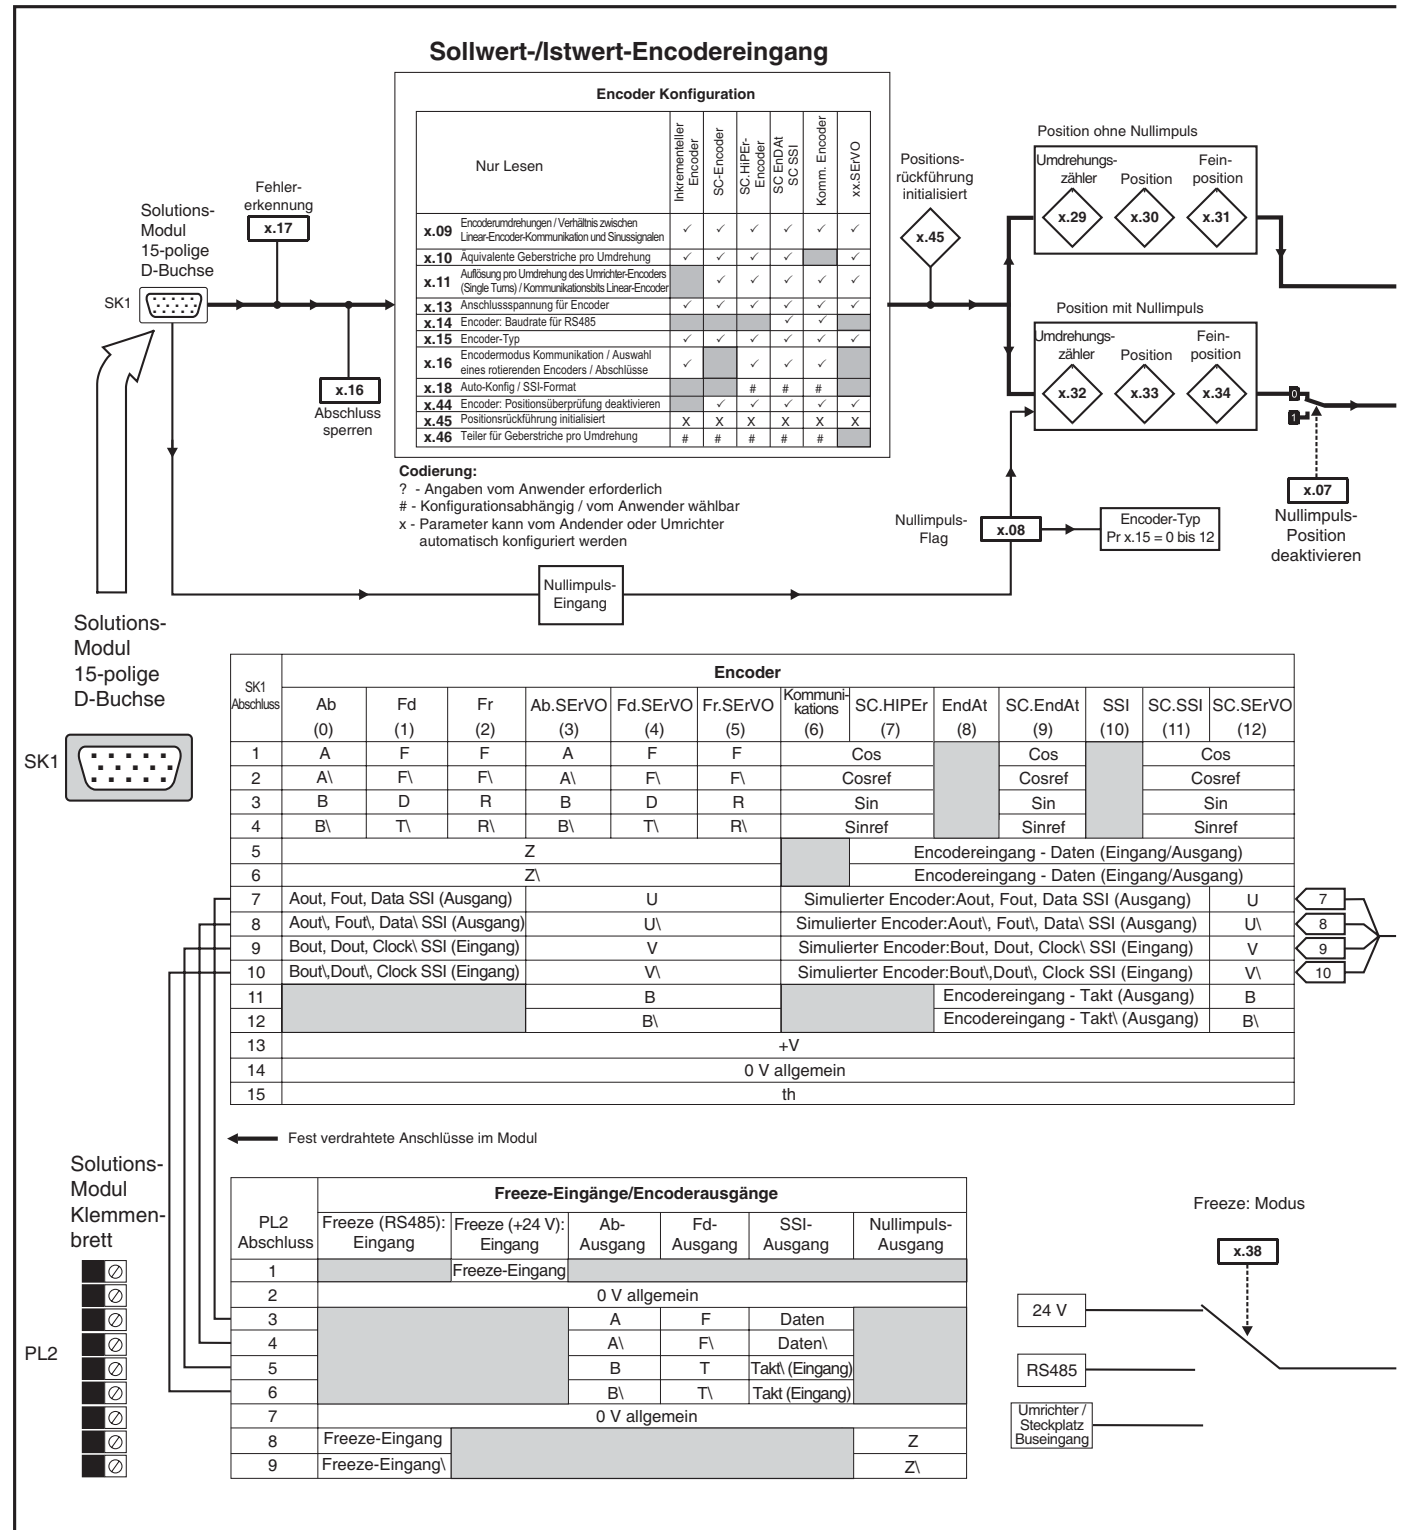 Sollwert-/Istwert-Encodereingang
Encoder Konfiguration
Nur Lesen
Inkrementeller Encoder
SC-Encoder
SC.HiPEr-Encoder
SC EnDAt SC SSI
Komm. Encoder
xx.SErVO
x.09 Encoderumdrehungen / Verhältnis zwischen Linear-Encoder-Kommunikation und Sinussignalen ✓ ✓ ✓ ✓ ✓ ✓
x.10 Äquivalente Geberstriche pro Umdrehung ✓ ✓ ✓ ✓ ✓
x.11 Auflösung pro Umdrehung des Umrichter-Encoders (Single Turns) / Kommunikationsbits Linear-Encoder ✓ ✓ ✓ ✓ ✓
x.13 Anschlussspannung für Encoder ✓ ✓ ✓ ✓ ✓ ✓
x.14 Encoder: Baudrate für RS485 ✓ ✓
x.15 Encoder-Typ ✓ ✓ ✓ ✓ ✓ ✓
x.16 Encodermodus Kommunikation / Auswahl eines rotierenden Encoders / Abschlüsse ✓ ✓ ✓ ✓
x.18 Auto-Konfig / SSI-Format # # #
x.44 Encoder: Positionsüberprüfung deaktivieren ✓ ✓ ✓ ✓ ✓
x.45 Positionsrückführung initialisiert X X X X X X
x.46 Teiler für Geberstriche pro Umdrehung # # # # #
Codierung:
? - Angaben vom Anwender erforderlich
# - Konfigurationsabhängig / vom Anwender wählbar
x - Parameter kann vom Andender oder Umrichter
automatisch konfiguriert werden
Solutions-
Modul
15-polige
D-Buchse
SK1
Fehler-
erkennung
x.17
x.16
Abschluss
sperren
Positions-
rückführung
initialisiert
x.45
Position ohne Nullimpuls
Umdrehungs-
zähler
Position
Fein-
position
x.29 x.30 x.31
Position mit Nullimpuls
Umdrehungs-
zähler
Position
Fein-
position
x.32 x.33 x.34
0
1
x.07
Nullimpuls-
Position
deaktivieren
Nullimpuls-
Flag
x.08
Encoder-Typ
Pr x.15 = 0 bis 12
Nullimpuls-
Eingang
Solutions-
Modul
15-polige
D-Buchse
SK1
SK1 Abschluss
Encoder
Ab (0)
Fd (1)
Fr (2)
Ab.SErVO (3)
Fd.SErVO (4)
Fr.SErVO (5)
Kommuni-kations (6)
SC.HIPEr (7)
EndAt (8)
SC.EndAt (9)
SSI (10)
SC.SSI (11)
SC.SErVO (12)
1 A F F A F F Cos Cos Cos
2 A\ F\ F\ A\ F\ F\ Cosref Cosref Cosref
3 B D R B D R Sin Sin Sin
4 B\ T\ R\ B\ T\ R\ Sinref Sinref Sinref
5 Z Encodereingang - Daten (Eingang/Ausgang)
6 Z\ Encodereingang - Daten (Eingang/Ausgang)
7 Aout, Fout, Data SSI (Ausgang) U Simulierter Encoder:Aout, Fout, Data SSI (Ausgang) U 7
8 Aout\, Fout\, Data\ SSI (Ausgang) U\ Simulierter Encoder:Aout\, Fout\, Data\ SSI (Ausgang) U\ 8
9 Bout, Dout, Clock\ SSI (Eingang) V Simulierter Encoder:Bout, Dout, Clock\ SSI (Eingang) V 9
10 Bout\,Dout\, Clock SSI (Eingang) V\ Simulierter Encoder:Bout\,Dout\, Clock SSI (Eingang) V\ 10
11 B Encodereingang - Takt (Ausgang) B
12 B\ Encodereingang - Takt\ (Ausgang) B\
13 +V
14 0 V allgemein
15 th
Fest verdrahtete Anschlüsse im Modul
Solutions-
Modul
Klemmen-
brett
PL2
PL2 Abschluss
Freeze-Eingänge/Encoderausgänge
Freeze (RS485): Eingang
Freeze (+24 V): Eingang
Ab-Ausgang
Fd-Ausgang
SSI-Ausgang
Nullimpuls-Ausgang
1 Freeze-Eingang
2 0 V allgemein
3 A F Daten
4 A\ F\ Daten\
5 B T Takt\ (Eingang)
6 B\ T\ Takt (Eingang)
7 0 V allgemein
8 Freeze-Eingang Z
9 Freeze-Eingang\ Z\
Freeze: Modus
x.38
24 V
RS485
Umrichter /
Steckplatz
Buseingang